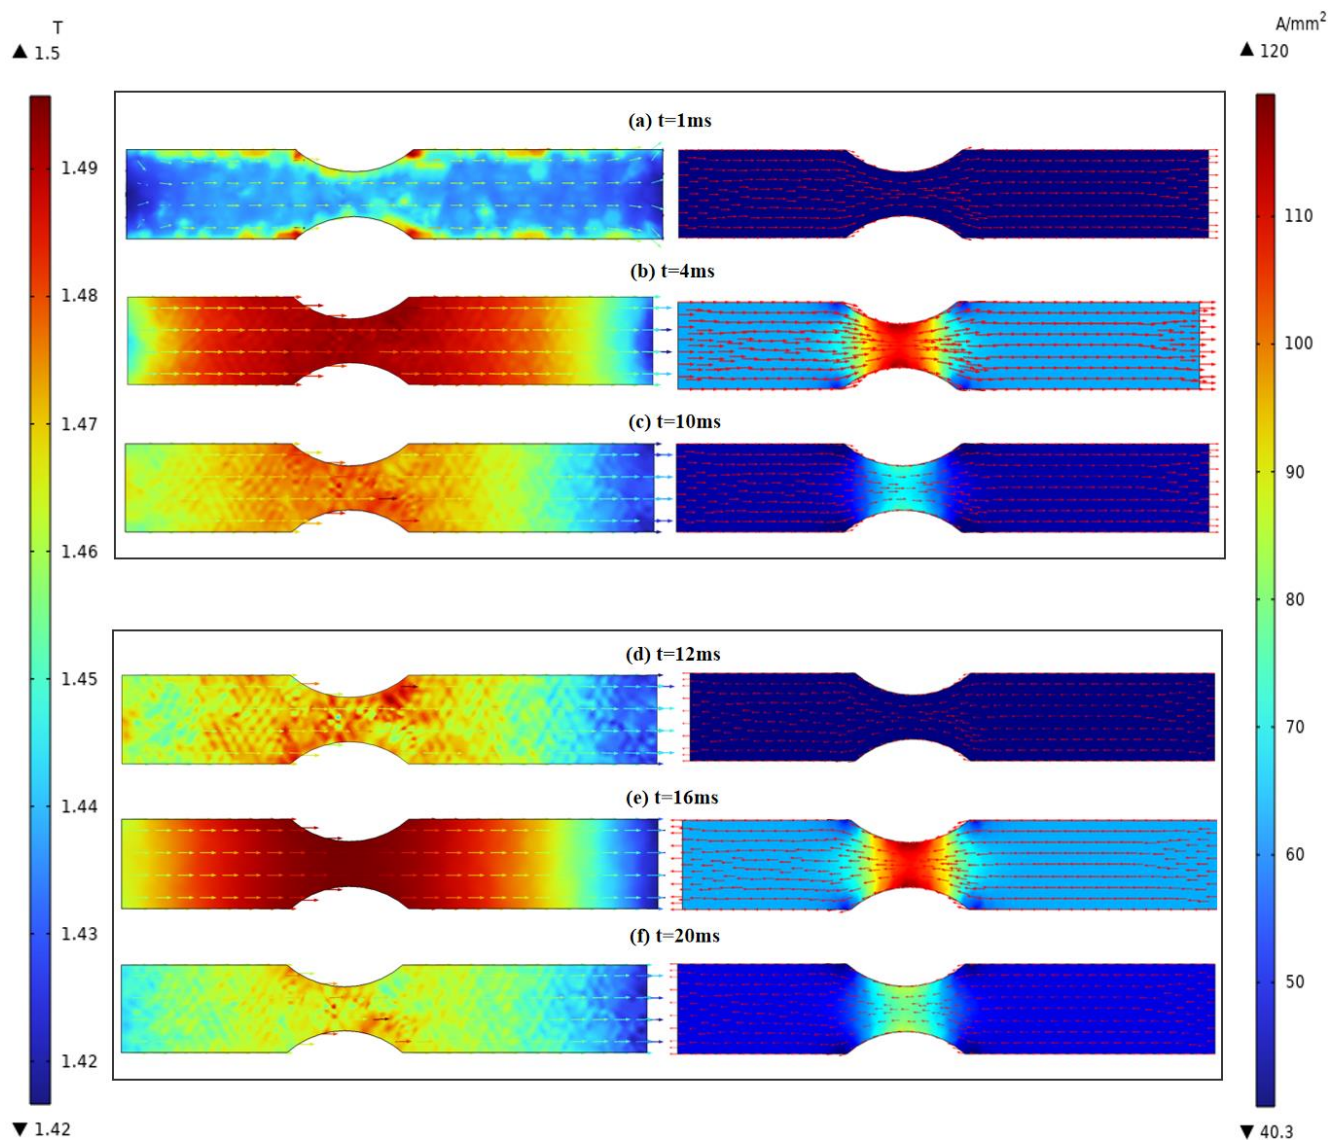 T
▲ 1.5
1.49
1.48
1.47
1.46
1.45
1.44
1.43
1.42
▼ 1.42
(a) t=1ms
(b) t=4ms
(c) t=10ms
(d) t=12ms
(e) t=16ms
(f) t=20ms
A/mm²
▲ 120
110
100
90
80
70
60
50
▼ 40.3